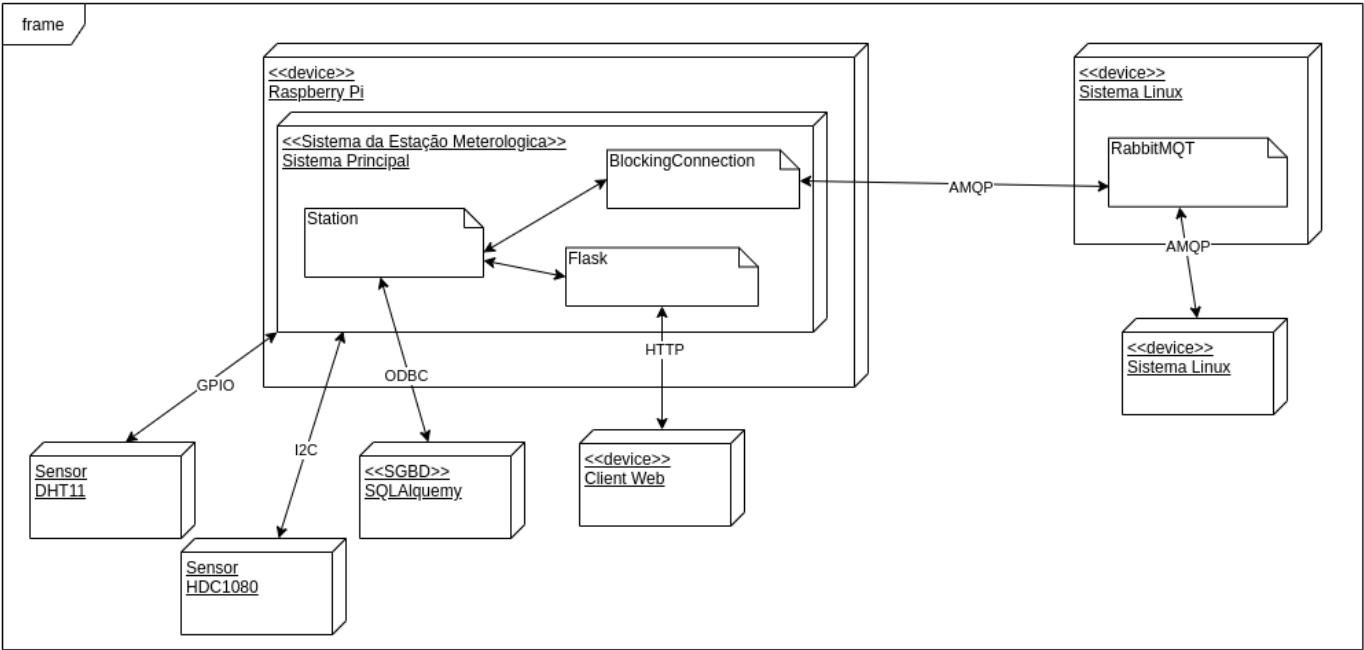 frame
<<device>>
Raspberry Pi
<<device>>
Sistema Linux
<<Sistema da Estação Meterologica>>
Sistema Principal
BlockingConnection
RabbitMQT
AMQP
Station
Flask
AMQP
HTTP
<<device>>
Sistema Linux
ODBC
GPIO
I2C
Sensor
DHT11
<<SGBD>>
SQLAlquemy
<<device>>
Client Web
Sensor
HDC1080